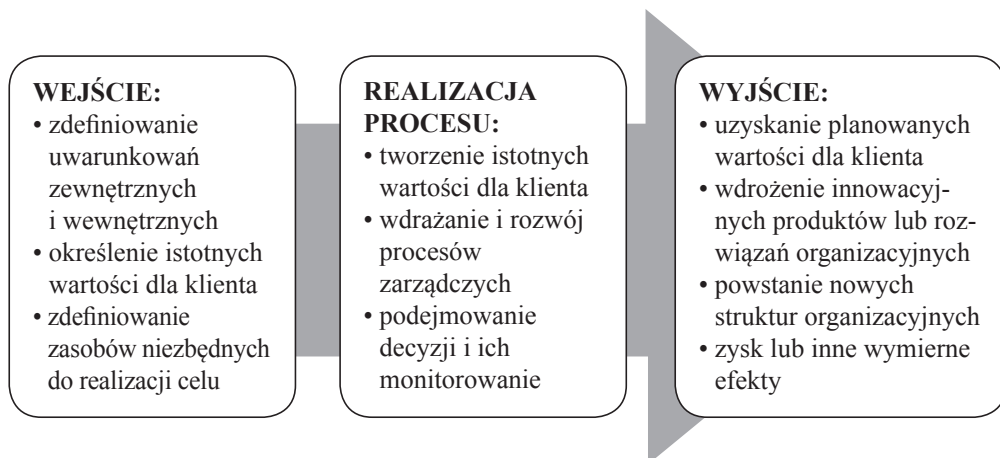 WEJŚCIE:
• zdefiniowanie
uwarunkowań
zewnętrznych
i wewnętrznych
• określenie istotnych
wartości dla klienta
• zdefiniowanie
zasobów niezbędnych
do realizacji celu
REALIZACJA
PROCESU:
• tworzenie istotnych
wartości dla klienta
• wdrażanie i rozwój
procesów
zarządczych
• podejmowanie
decyzji i ich
monitorowanie
WYJŚCIE:
• uzyskanie planowanych
wartości dla klienta
• wdrożenie innowacyj-
nych produktów lub roz-
wiązań organizacyjnych
• powstanie nowych
struktur organizacyjnych
• zysk lub inne wymierne
efekty